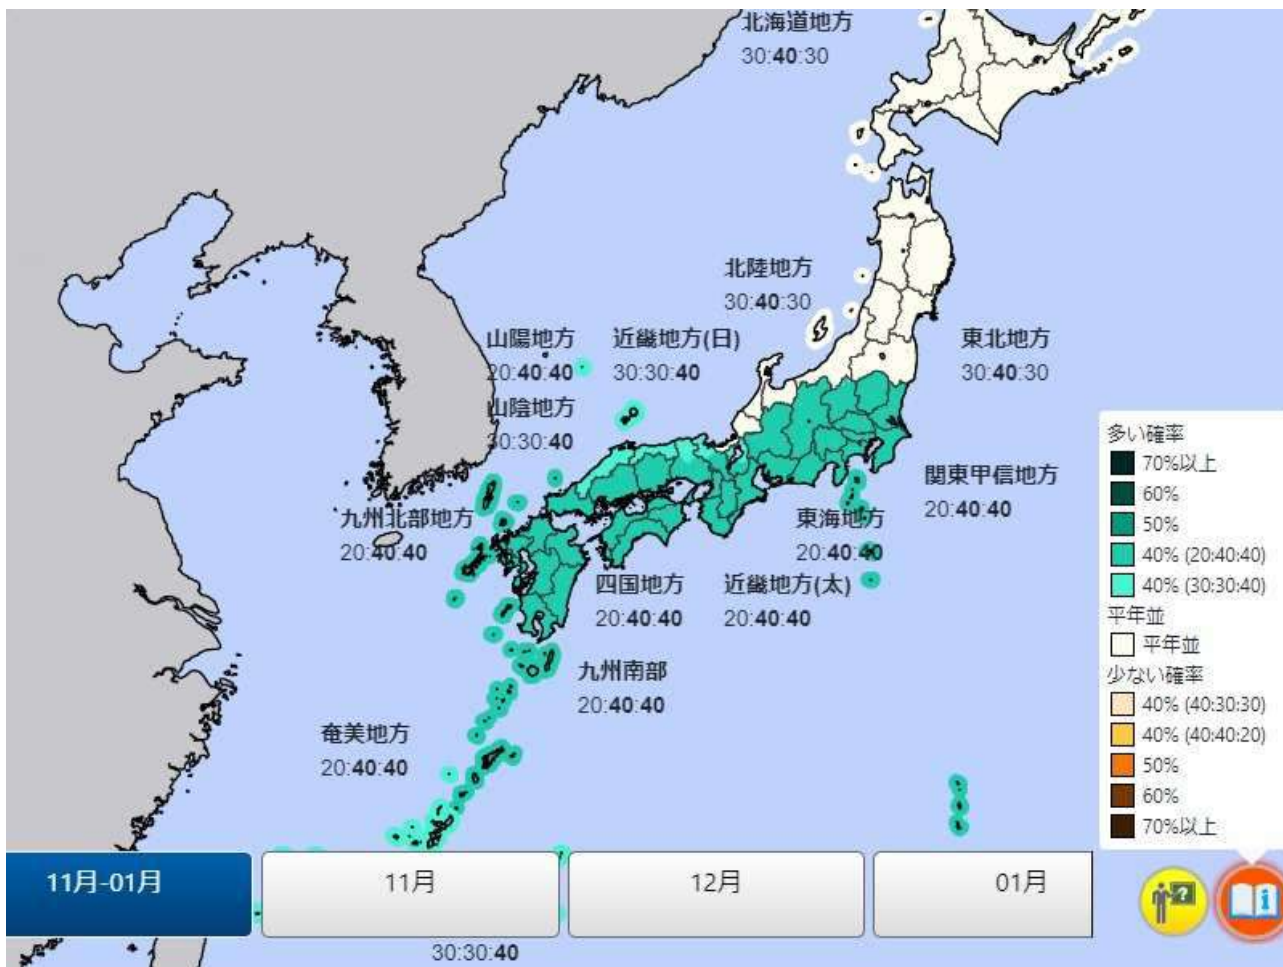 北海道地方
30:40:30
北陸地方
30:40:30
山陽地方
20:40:40
近畿地方(日)
30:30:40
東北地方
30:40:30
山陰地方
30:30:40
関東甲信地方
20:40:40
九州北部地方
20:40:40
東海地方
20:40:40
四国地方
20:40:40
近畿地方(太)
20:40:40
九州南部
20:40:40
奄美地方
20:40:40
30:30:40
多い確率
70%以上
60%
50%
40% (20:40:40)
40% (30:30:40)
平年並
平年並
少ない確率
40% (40:30:30)
40% (40:40:20)
50%
60%
70%以上
11月-01月
11月
12月
01月
?
i